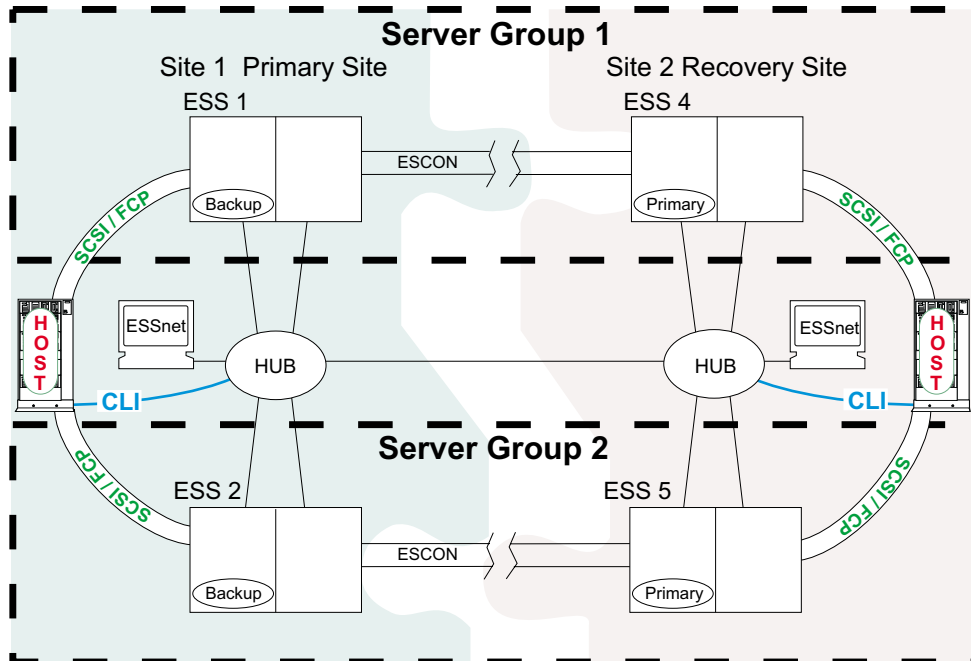 Server Group 1
Site 1 Primary Site
Site 2 Recovery Site
ESS 1
ESS 4
ESCON
Backup
Primary
SCSI / FCP
SCSI / FCP
HOST
ESSnet
HUB
HUB
ESSnet
HOST
CLI
CLI
Server Group 2
SCSI / FCP
SCSI / FCP
ESS 2
ESS 5
ESCON
Backup
Primary